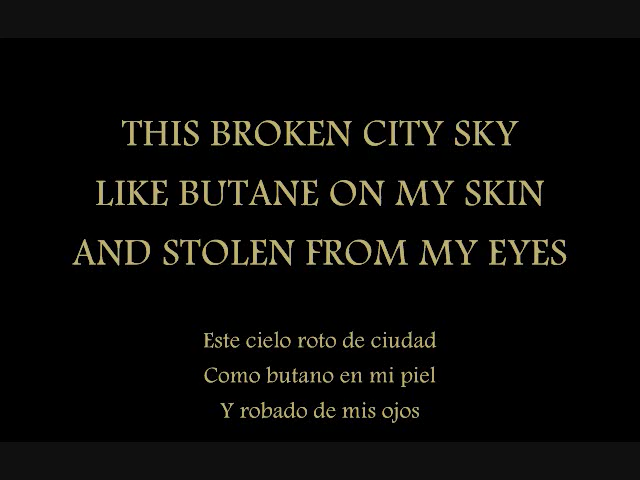 THIS BROKEN CITY SKY
LIKE BUTANE ON MY SKIN
AND STOLEN FROM MY EYES
Este cielo roto de ciudad
Como butano en mi piel
Y robado de mis ojos